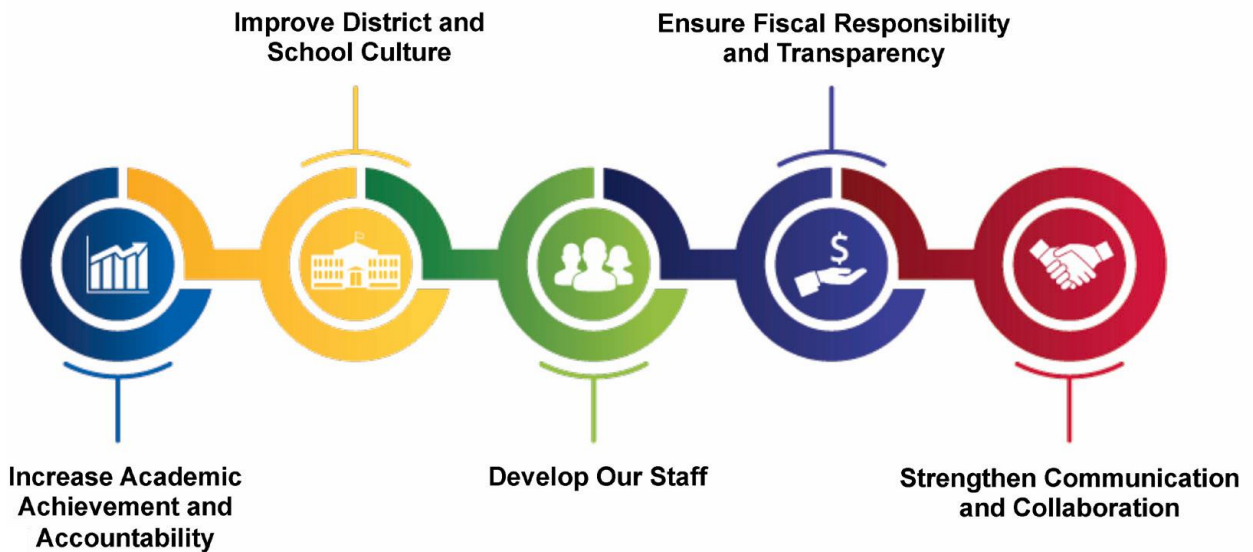 Improve District and
School Culture
Ensure Fiscal Responsibility
and Transparency
$
Increase Academic
Achievement and
Accountability
Develop Our Staff
Strengthen Communication
and Collaboration